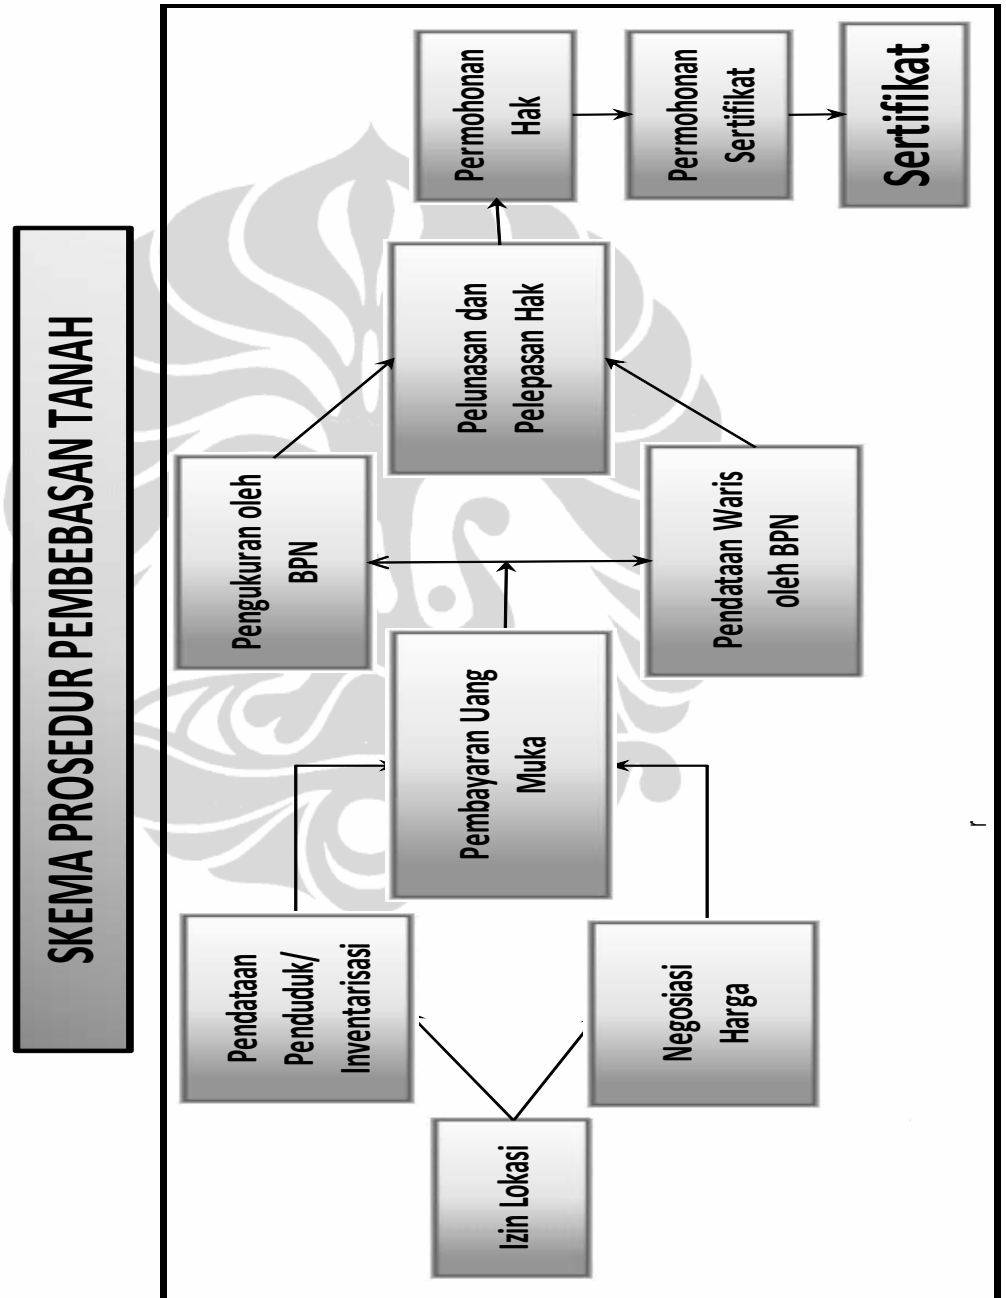 SKEMA PROSEDUR PEMBEBASAN TANAH
Izin Lokasi
Pendataan
Penduduk/
Inventarisasi
Negosiasi
Harga
Pembayaran Uang
Muka
Pengukuran oleh
BPN
Pendataan Waris
oleh BPN
Pelunasan dan
Pelepasan Hak
Permohonan
Hak
Permohonan
Sertifikat
Sertifikat
r